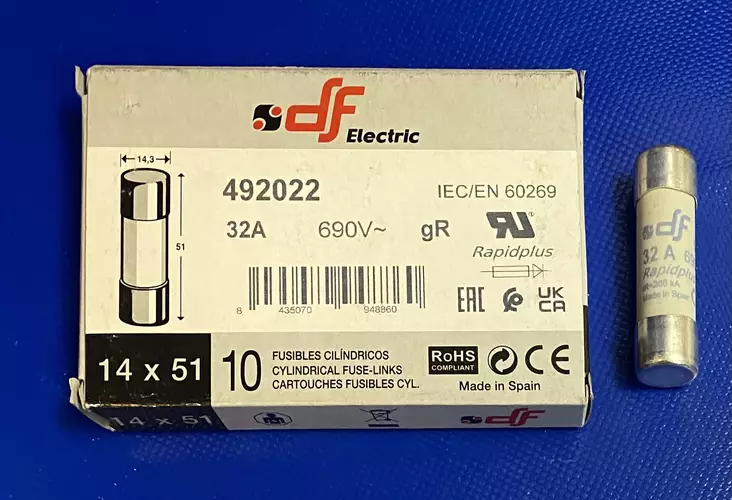 df
Electric
14,3
51
492022
IEC/EN 60269
32A 690V~ gR
Rapidplus
8 435070 948860
EAC UK CA
14 x 51
10
FUSIBLES CILÍNDRICOS
CYLINDRICAL FUSE-LINKS
CARTOUCHES FUSIBLES CYL.
RoHS
COMPLIANT
CE
Made in Spain
14 x 51
df
df
32 A
Rapidplus
200 kA
Made in Spain